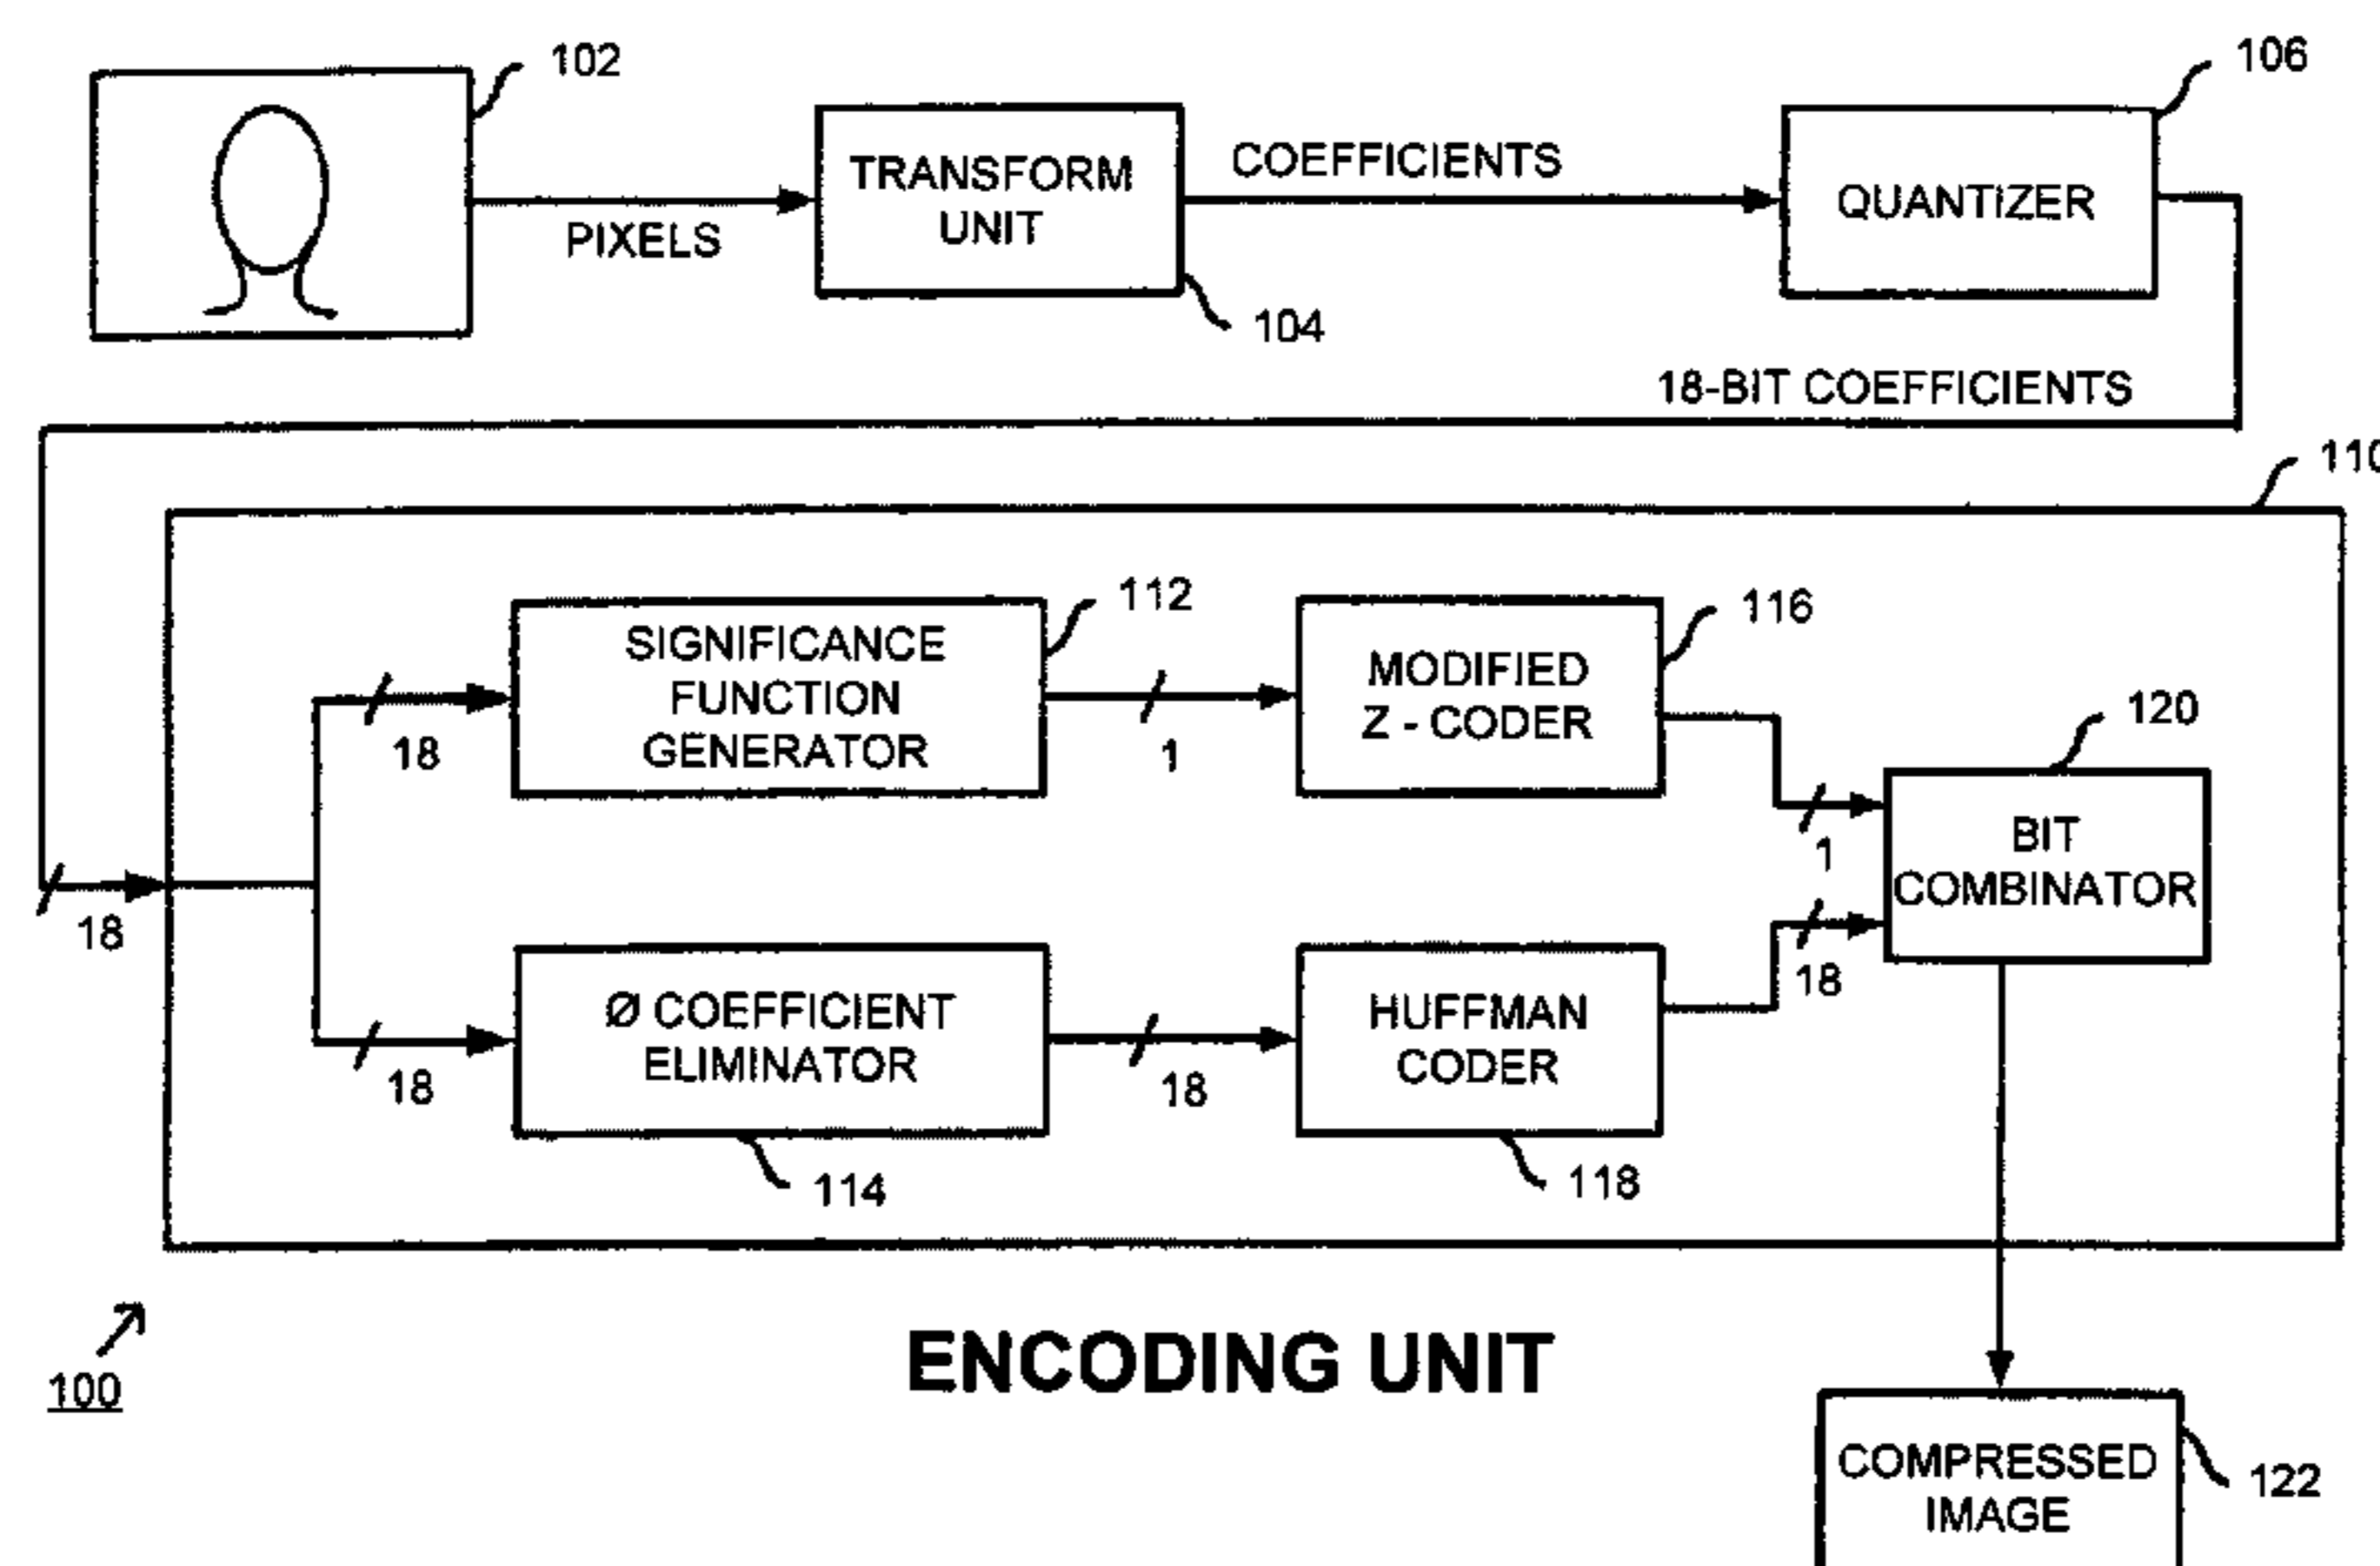 102
106
TRANSFORM
UNIT
COEFFICIENTS
QUANTIZER
PIXELS
104
18-BIT COEFFICIENTS
110
112
116
SIGNIFICANCE
FUNCTION
GENERATOR
MODIFIED
Z - CODER
120
18
1
BIT
COMBINATOR
1
18
18
Ø COEFFICIENT
ELIMINATOR
HUFFMAN
CODER
18
18
114
118
100
ENCODING UNIT
COMPRESSED
IMAGE
122